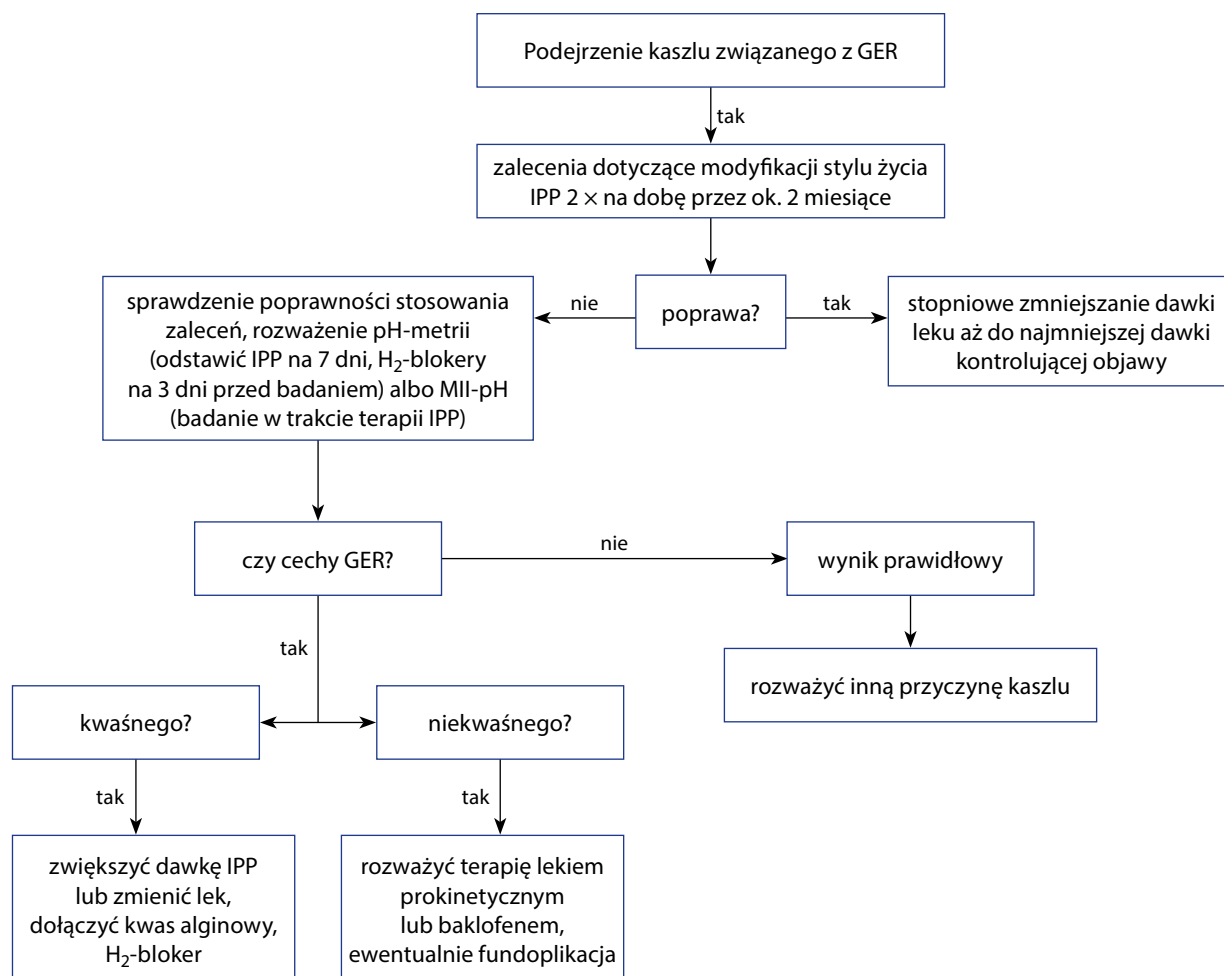 Podejrzenie kaszlu związanego z GER
tak
zalecenia dotyczące modyfikacji stylu życia
IPP 2 × na dobę przez ok. 2 miesiące
poprawa?
nie
tak
sprawdzenie poprawności stosowania
zaleceń, rozważenie pH-metrii
(odstawić IPP na 7 dni, H₂-blokery
na 3 dni przed badaniem) albo MII-pH
(badanie w trakcie terapii IPP)
stopniowe zmniejszanie dawki
leku aż do najmniejszej dawki
kontrolującej objawy
czy cechy GER?
nie
wynik prawidłowy
tak
rozważyć inną przyczynę kaszlu
kwaśnego?
niekwaśnego?
tak
tak
zwiększyć dawkę IPP
lub zmienić lek,
dołączyć kwas alginowy,
H₂-bloker
rozważyć terapię lekiem
prokinetycznym
lub baklofenem,
ewentualnie fundoplikacja